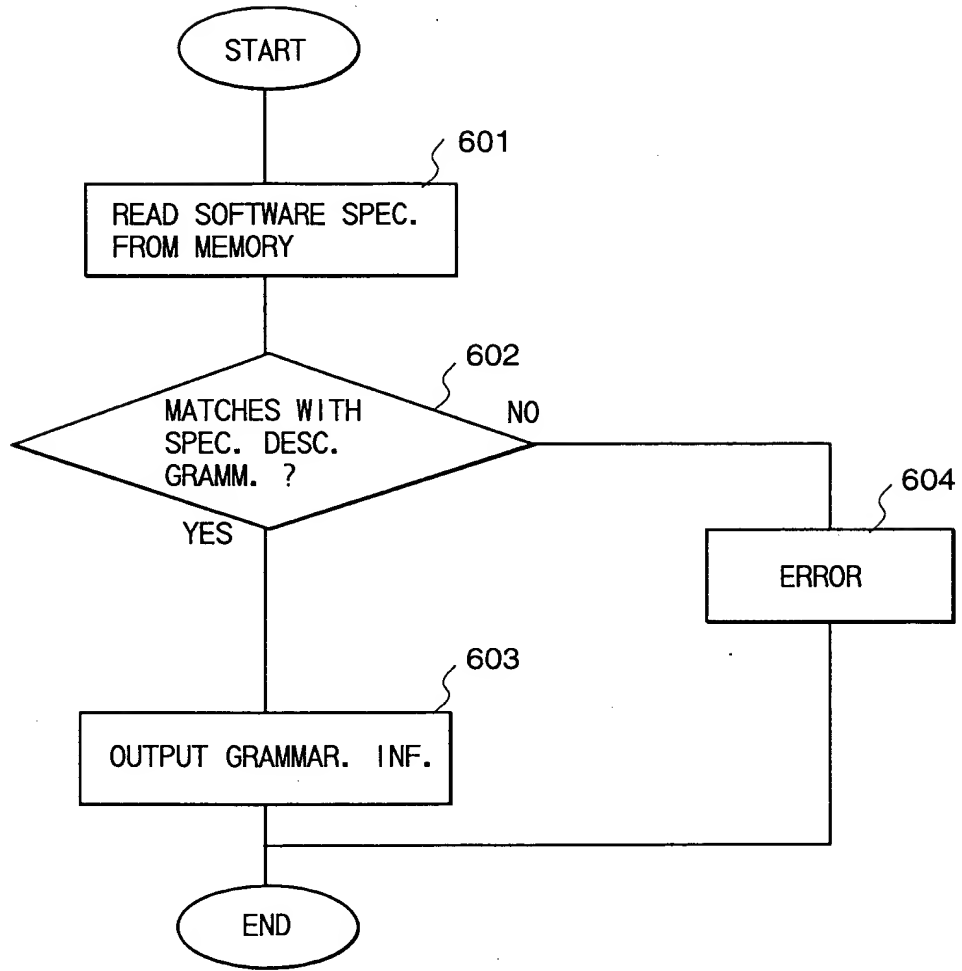 START
601
READ SOFTWARE SPEC.
FROM MEMORY
602
MATCHES WITH
SPEC. DESC.
GRAMM. ?
NO
YES
604
ERROR
603
OUTPUT GRAMMAR. INF.
END